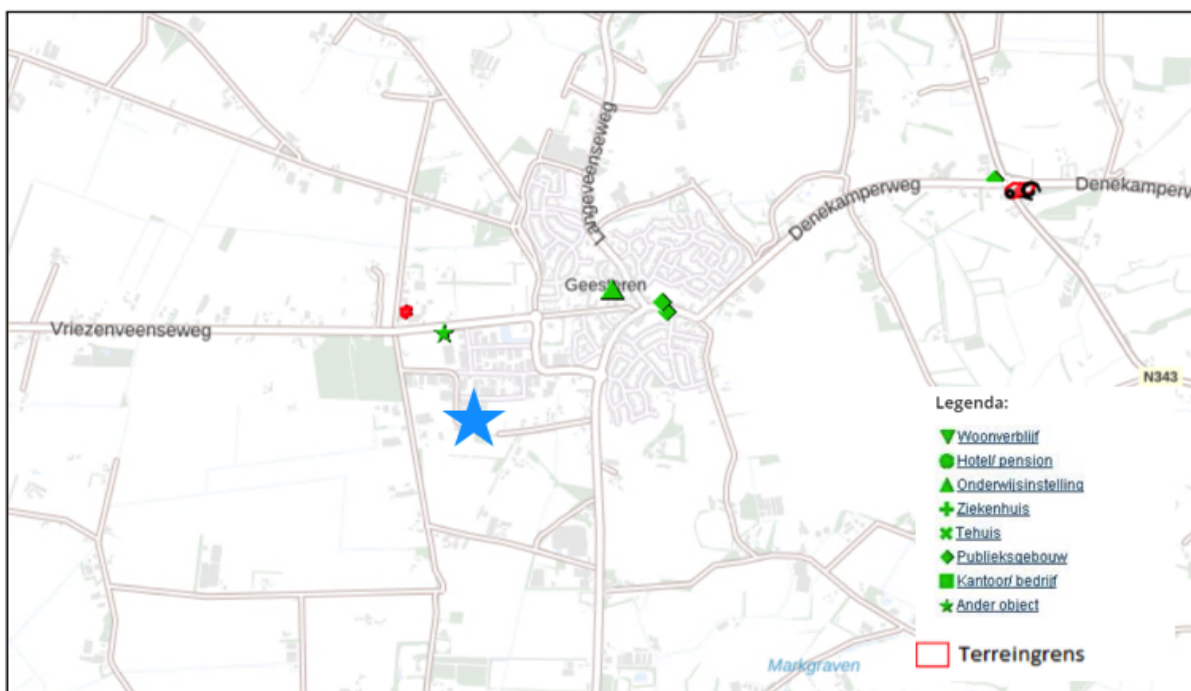 Langeveenseweg
Denekamperweg
Denekamperw
Geesteren
Vriezenveenseweg
N343
Legenda:
Woonverblijf
Hotel/ pension
Onderwijsinstelling
Ziekenhuis
Tehuis
Publieksgebouw
Kantoor/ bedrijf
Ander object
Terreingrens
Markgraven